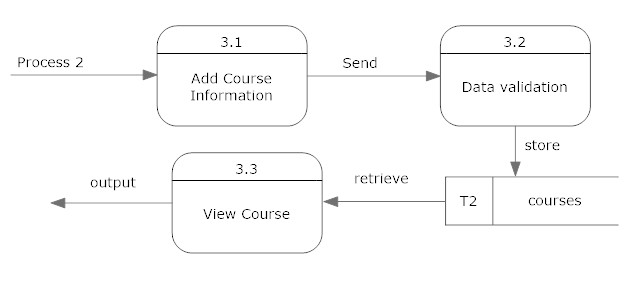 3.1
3.2
Process 2
Send
Add Course
Information
Data validation
store
3.3
retrieve
output
T2
courses
View Course